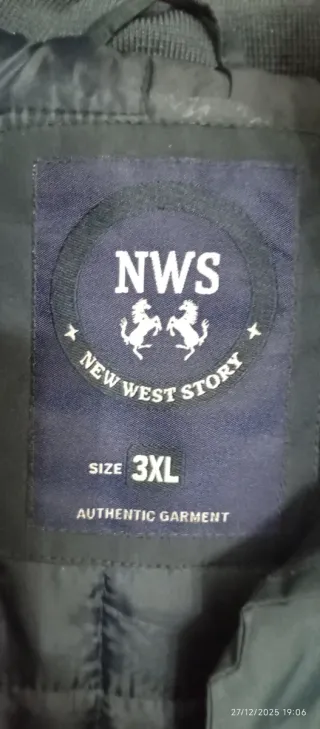 NWS
NEW WEST STORY
SIZE 3XL
AUTHENTIC GARMENT
27/12/2025 19:06